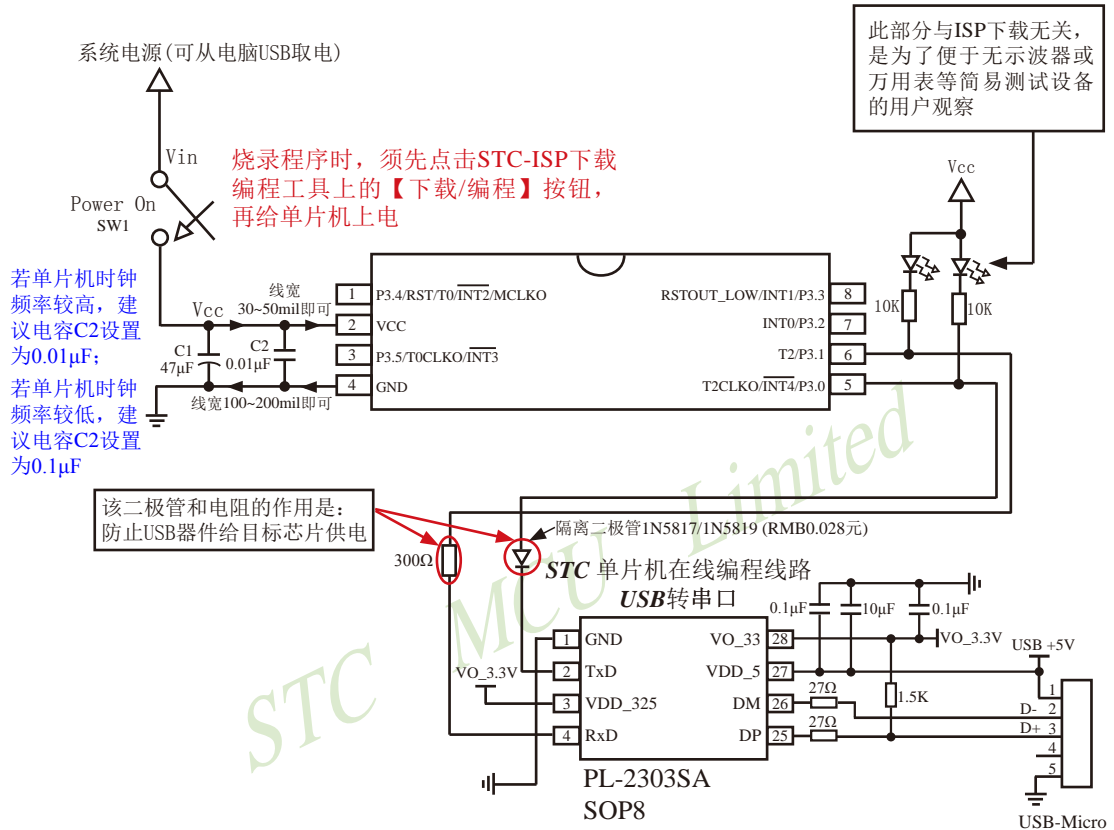 系统电源(可从电脑USB取电)
此部分与ISP下载无关，
是为了便于无示波器或
万用表等简易测试设备
的用户观察
Vin
Power On
SW1
烧录程序时，须先点击STC-ISP下载
编程工具上的【下载/编程】按钮，
再给单片机上电
Vcc
若单片机时钟
频率较高，建
议电容C2设置
为0.01μF；
若单片机时钟
频率较低，建
议电容C2设置
为0.1μF
Vcc
线宽
30~50mil即可
C1
47μF
C2
0.01μF
线宽100~200mil即可
1 P3.4/RST/T0/INT2/MCLKO
2 VCC
3 P3.5/T0CLKO/INT3
4 GND
RSTOUT_LOW/INT1/P3.3 8
INT0/P3.2 7
T2/P3.1 6
T2CLKO/INT4/P3.0 5
10K
10K
该二极管和电阻的作用是：
防止USB器件给目标芯片供电
300Ω
隔离二极管1N5817/1N5819 (RMB0.028元)
STC 单片机在线编程线路
USB转串口
STC MCU Limited
1 GND
2 TxD
3 VDD_325
4 RxD
VO_3.3V
VO_33 28
VDD_5 27
DM 26
DP 25
0.1μF
10μF
0.1μF
VO_3.3V
USB +5V
27Ω
27Ω
1.5K
1
D- 2
D+ 3
4
5
PL-2303SA
SOP8
USB-Micro